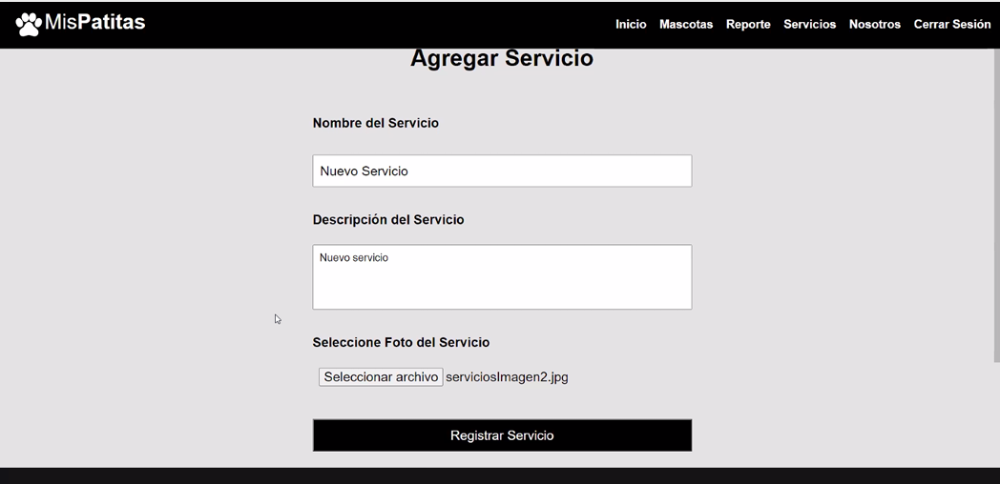 MisPatitas
Inicio Mascotas Reporte Servicios Nosotros Cerrar Sesión
Agregar Servicio
Nombre del Servicio
Nuevo Servicio
Descripción del Servicio
Nuevo servicio
Seleccione Foto del Servicio
Seleccionar archivo serviciosImagen2.jpg
Registrar Servicio